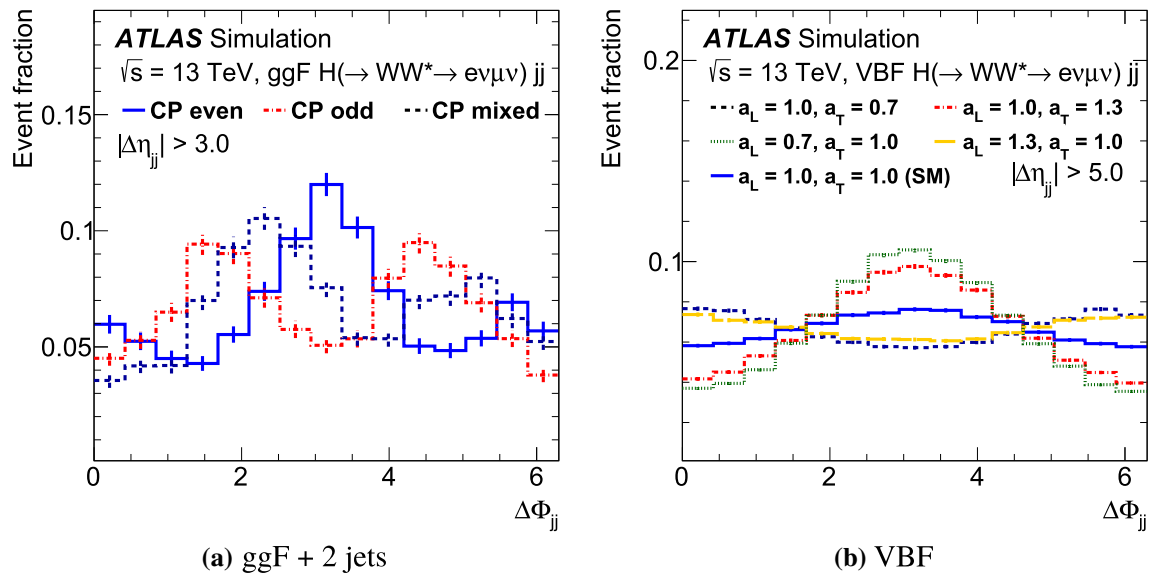 Event fraction
ATLAS Simulation
√s = 13 TeV, ggF H(→ WW*→ eνμν) jj
CP even CP odd CP mixed
|Δη_jj| > 3.0
0.15
0.1
0.05
0 2 4 6
ΔΦ_jj
(a) ggF + 2 jets
Event fraction
ATLAS Simulation
√s = 13 TeV, VBF H(→ WW*→ eνμν) jj
a_L = 1.0, a_T = 0.7 a_L = 1.0, a_T = 1.3
a_L = 0.7, a_T = 1.0 a_L = 1.3, a_T = 1.0
a_L = 1.0, a_T = 1.0 (SM) |Δη_jj| > 5.0
0.2
0.1
0 2 4 6
ΔΦ_jj
(b) VBF